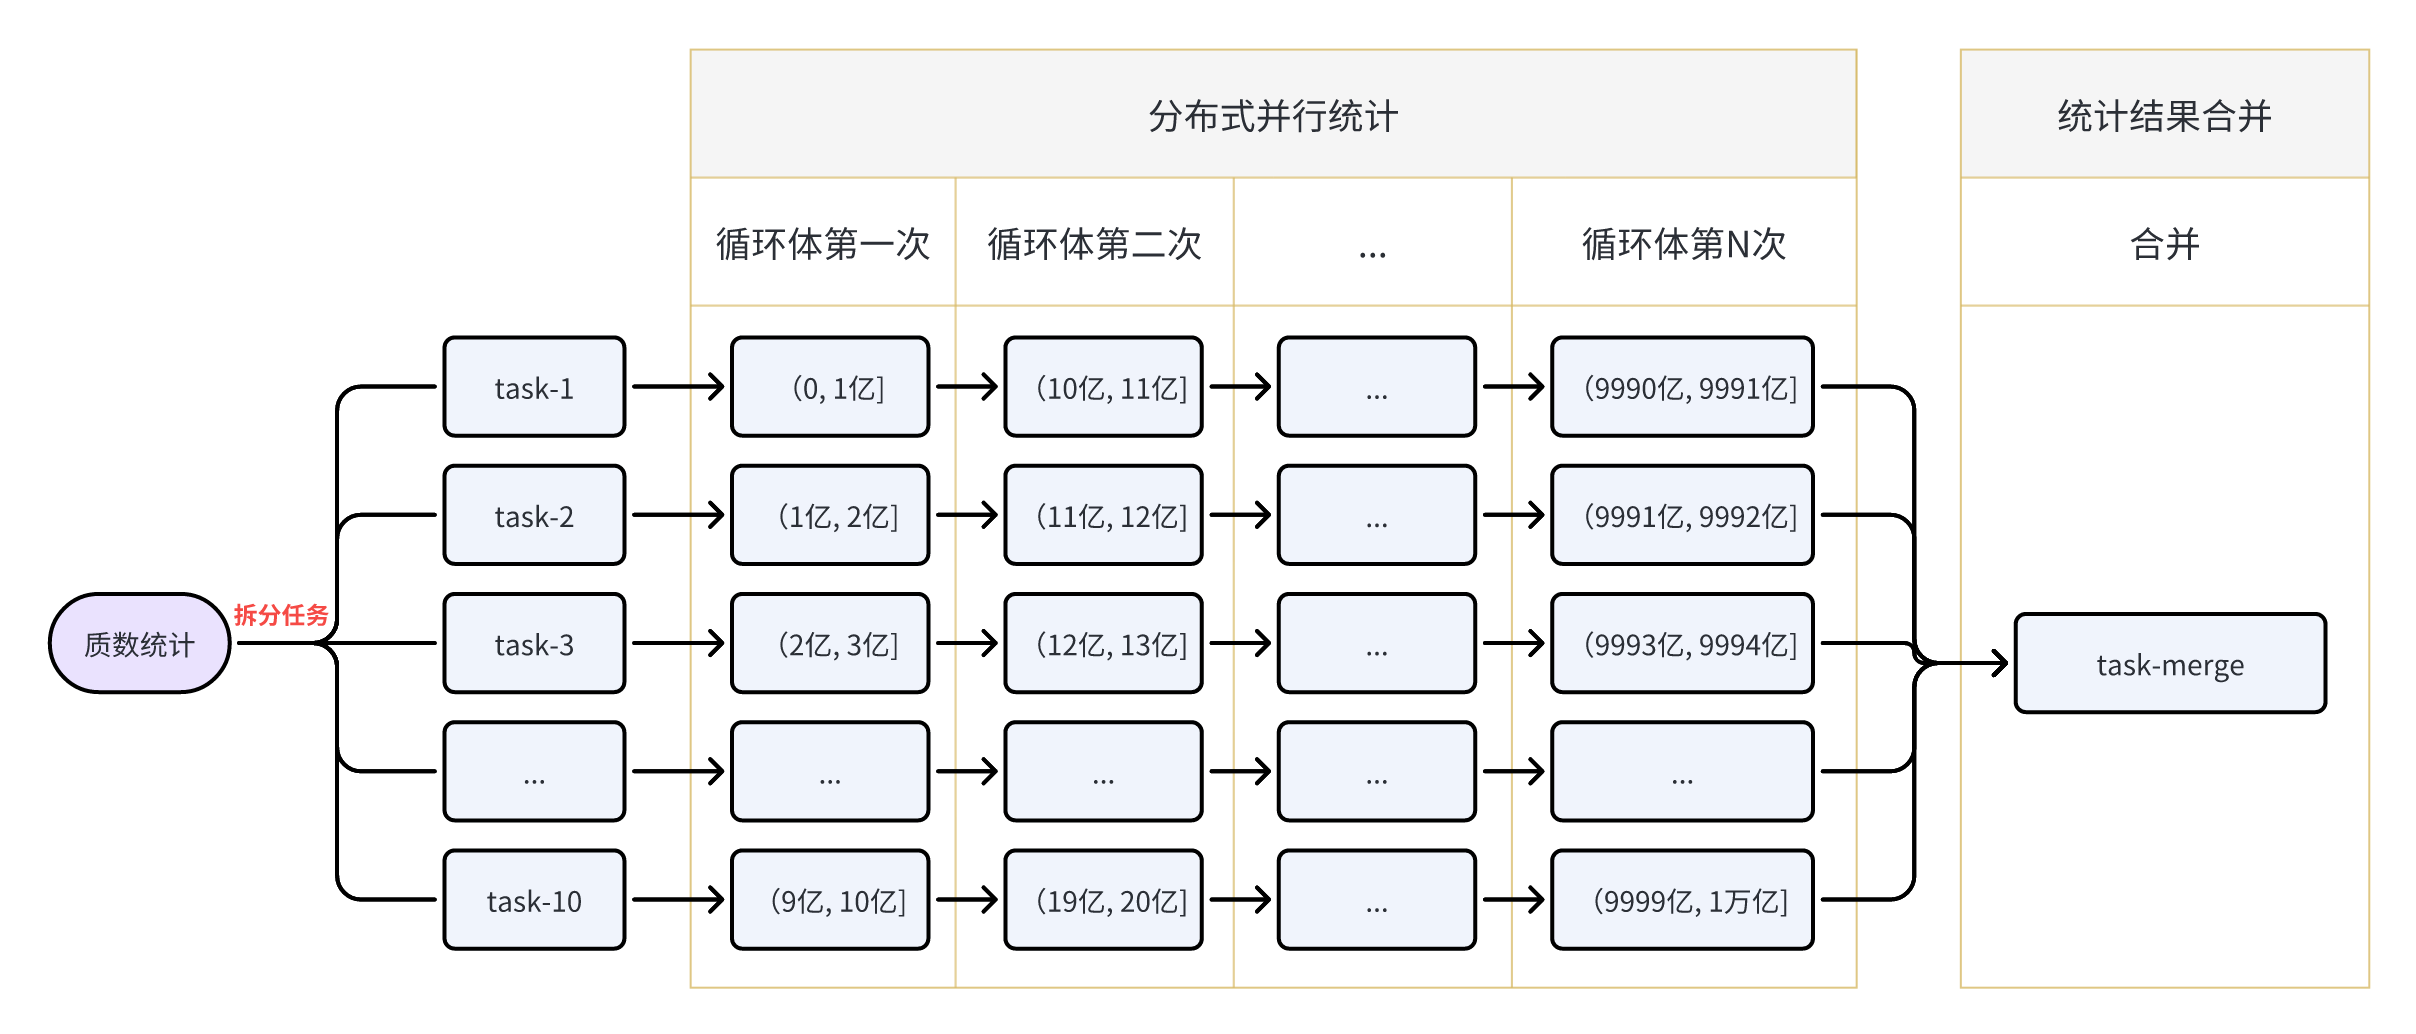 分布式并行统计
统计结果合并
循环体第一次
循环体第二次
...
循环体第N次
合并
质数统计
拆分任务
task-1
（0, 1亿]
（10亿, 11亿]
...
（9990亿, 9991亿]
task-2
（1亿, 2亿]
（11亿, 12亿]
...
（9991亿, 9992亿]
task-3
（2亿, 3亿]
（12亿, 13亿]
...
（9993亿, 9994亿]
...
...
...
...
...
task-10
（9亿, 10亿]
（19亿, 20亿]
...
（9999亿, 1万亿]
task-merge